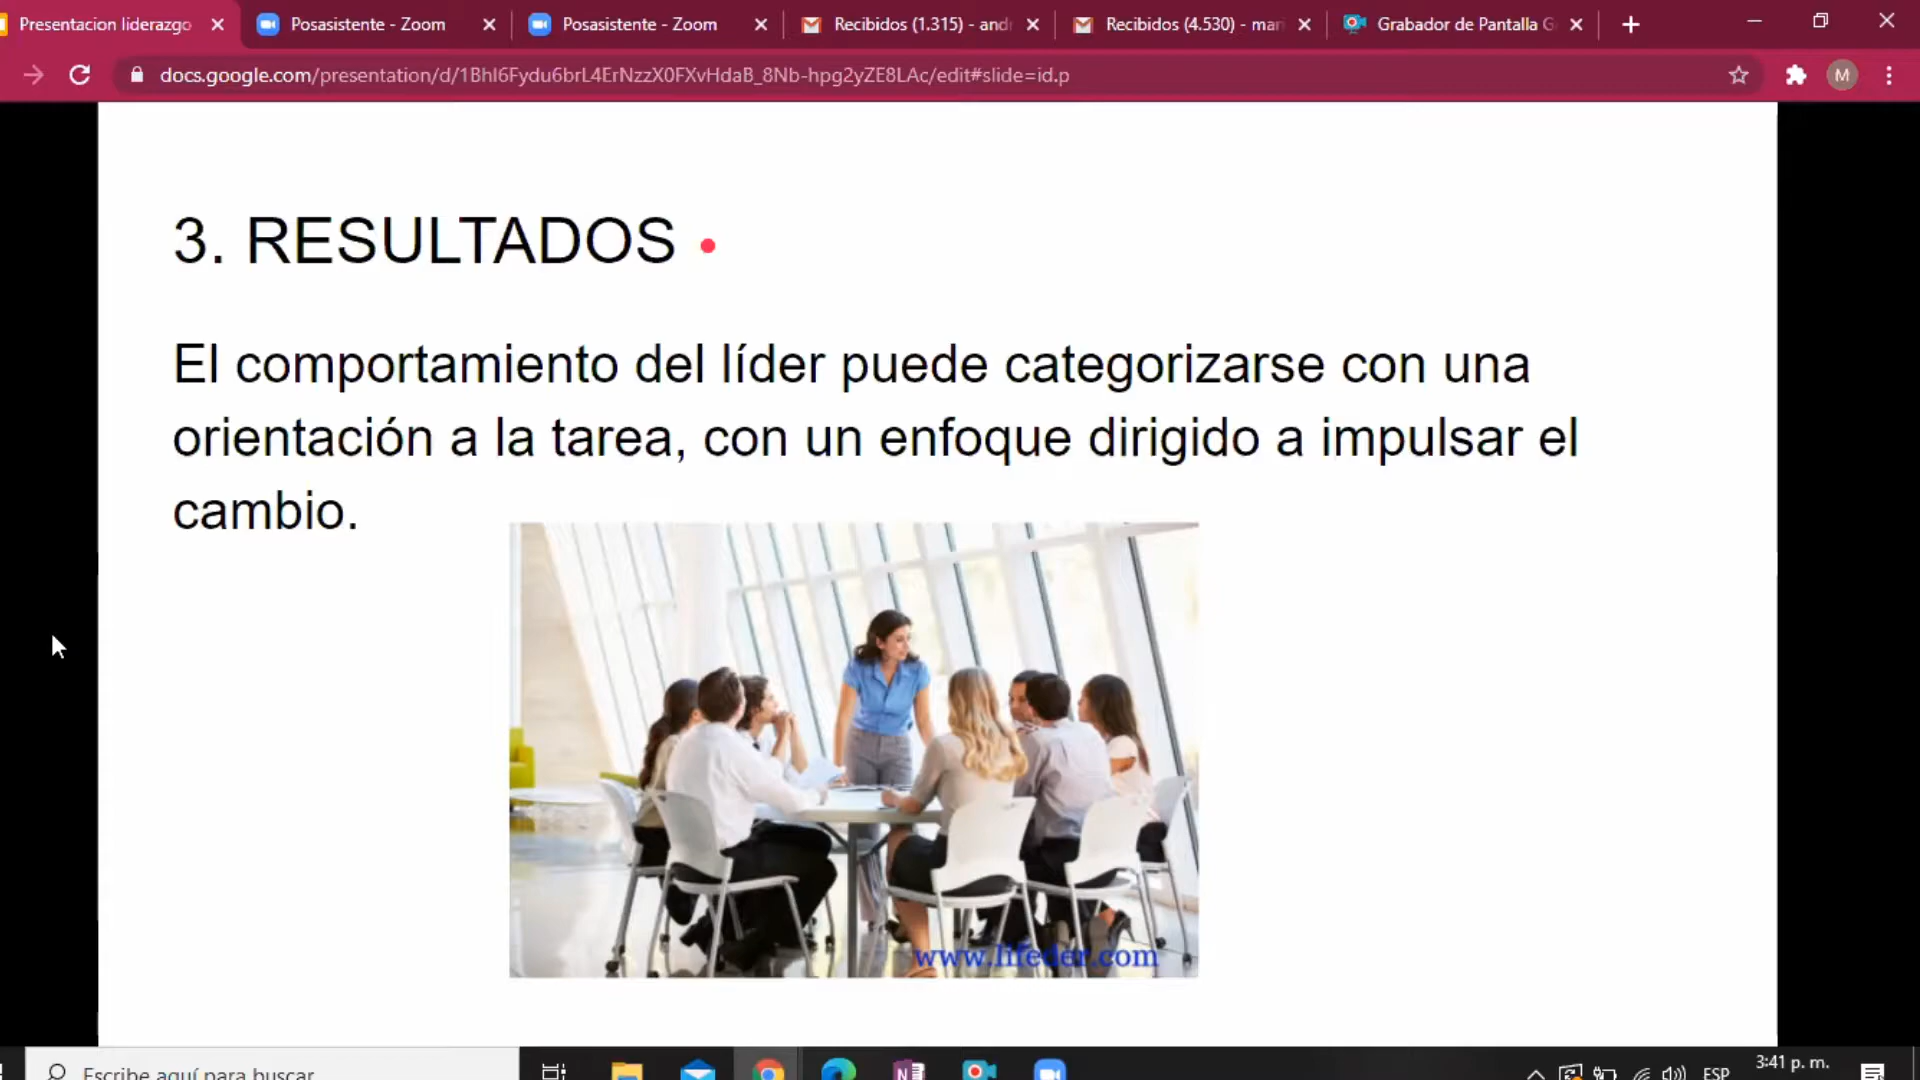 Presentacion liderazgo
Posasistente - Zoom
Posasistente - Zoom
Recibidos (1.315) - and
Recibidos (4.530) - mari
Grabador de Pantalla G
docs.google.com/presentation/d/1BhI6Fydu6brL4ErNzzX0FXvHdaB_8Nb-hpg2yZE8LAc/edit#slide=id.p
M
3. RESULTADOS
El comportamiento del líder puede categorizarse con una
orientación a la tarea, con un enfoque dirigido a impulsar el
cambio.
www.lifeder.com
Escribe aquí para buscar
N
ESP
3:41 p. m.